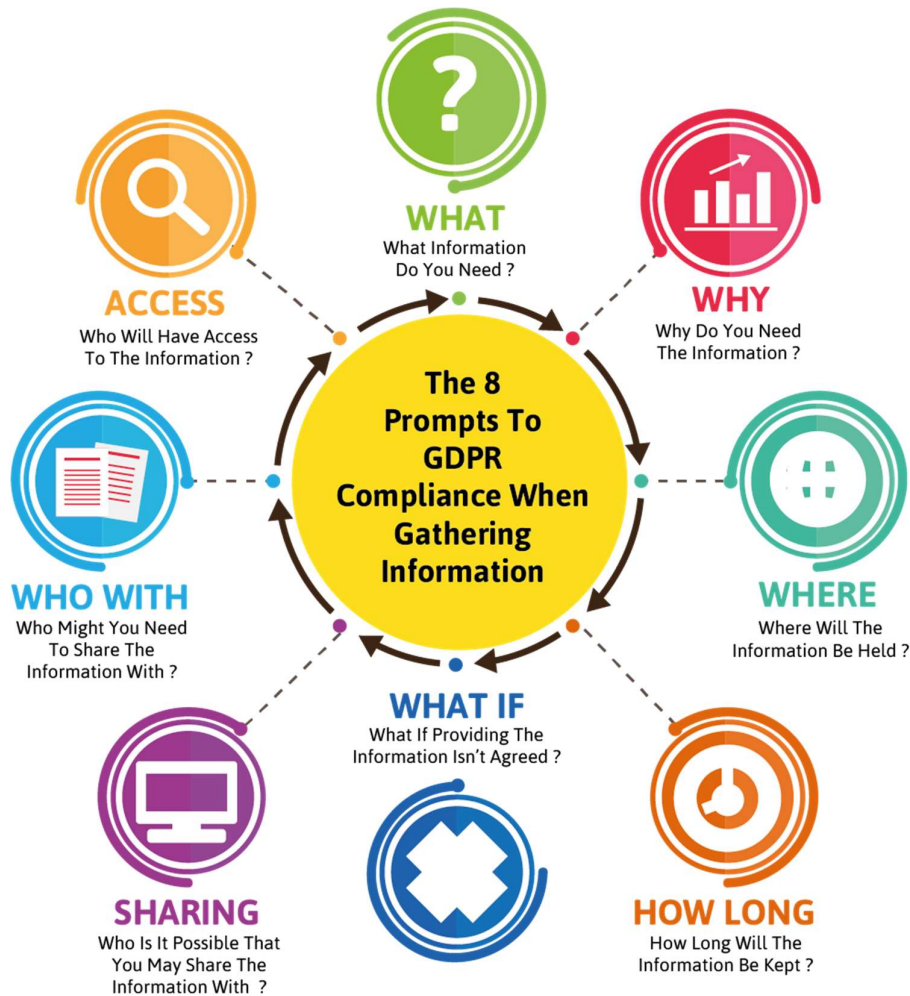 WHAT
What Information
Do You Need ?
WHY
Why Do You Need
The Information ?
WHERE
Where Will The
Information Be Held ?
HOW LONG
How Long Will The
Information Be Kept ?
WHAT IF
What If Providing The
Information Isn't Agreed ?
SHARING
Who Is It Possible That
You May Share The
Information With ?
WHO WITH
Who Might You Need
To Share The
Information With ?
ACCESS
Who Will Have Access
To The Information ?
The 8
Prompts To
GDPR
Compliance When
Gathering
Information